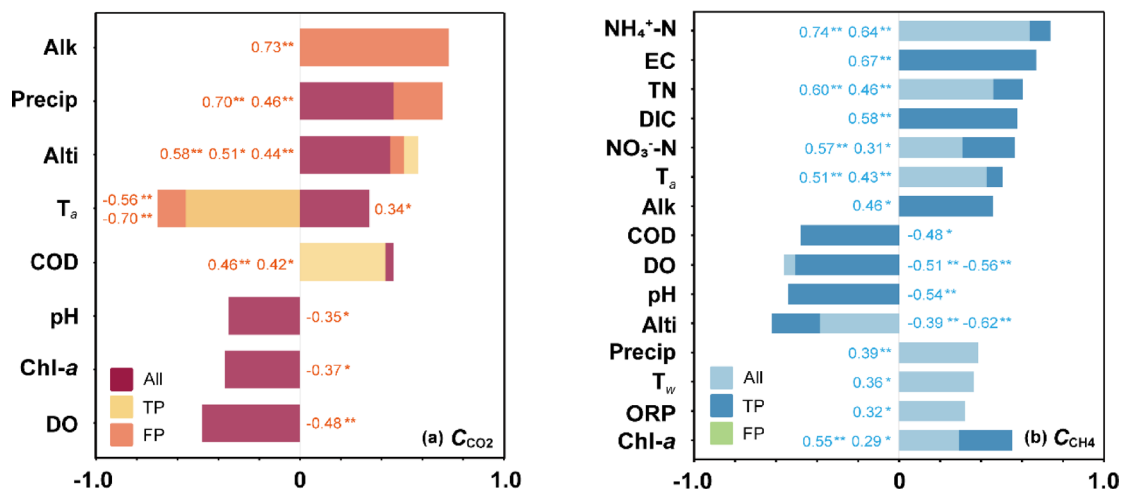 Alk
0.73**
Precip
0.70** 0.46**
Alti
0.58** 0.51* 0.44**
Ta
-0.56**
-0.70**
0.34*
COD
0.46** 0.42*
pH
-0.35*
Chl-a
-0.37*
DO
-0.48**
All
TP
FP
(a) CCO2
-1.0 0 1.0
NH4+-N
0.74** 0.64**
EC
0.67**
TN
0.60** 0.46**
DIC
0.58**
NO3--N
0.57** 0.31*
Ta
0.51** 0.43**
Alk
0.46*
COD
-0.48*
DO
-0.51** -0.56**
pH
-0.54**
Alti
-0.39** -0.62**
Precip
0.39**
Tw
0.36*
ORP
0.32*
Chl-a
0.55** 0.29*
All
TP
FP
(b) CCH4
-1.0 0 1.0